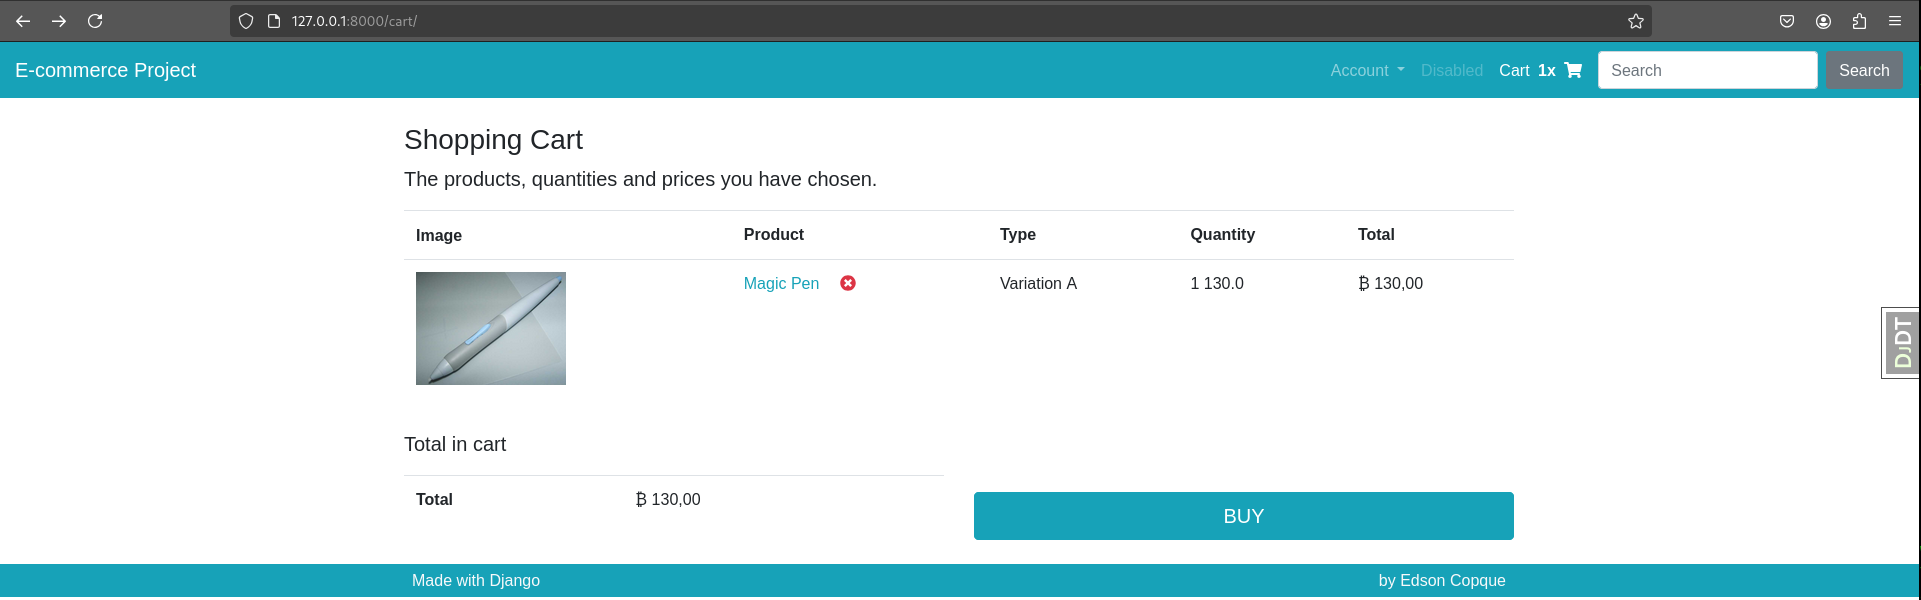 127.0.0.1:8000/cart/
E-commerce Project
Account
Disabled
Cart 1x
Search
Search
Shopping Cart
The products, quantities and prices you have chosen.
Image Product Type Quantity Total
Magic Pen Variation A 1 130.0 ₿ 130,00
DJDT
Total in cart
Total ₿ 130,00
BUY
Made with Django
by Edson Copque